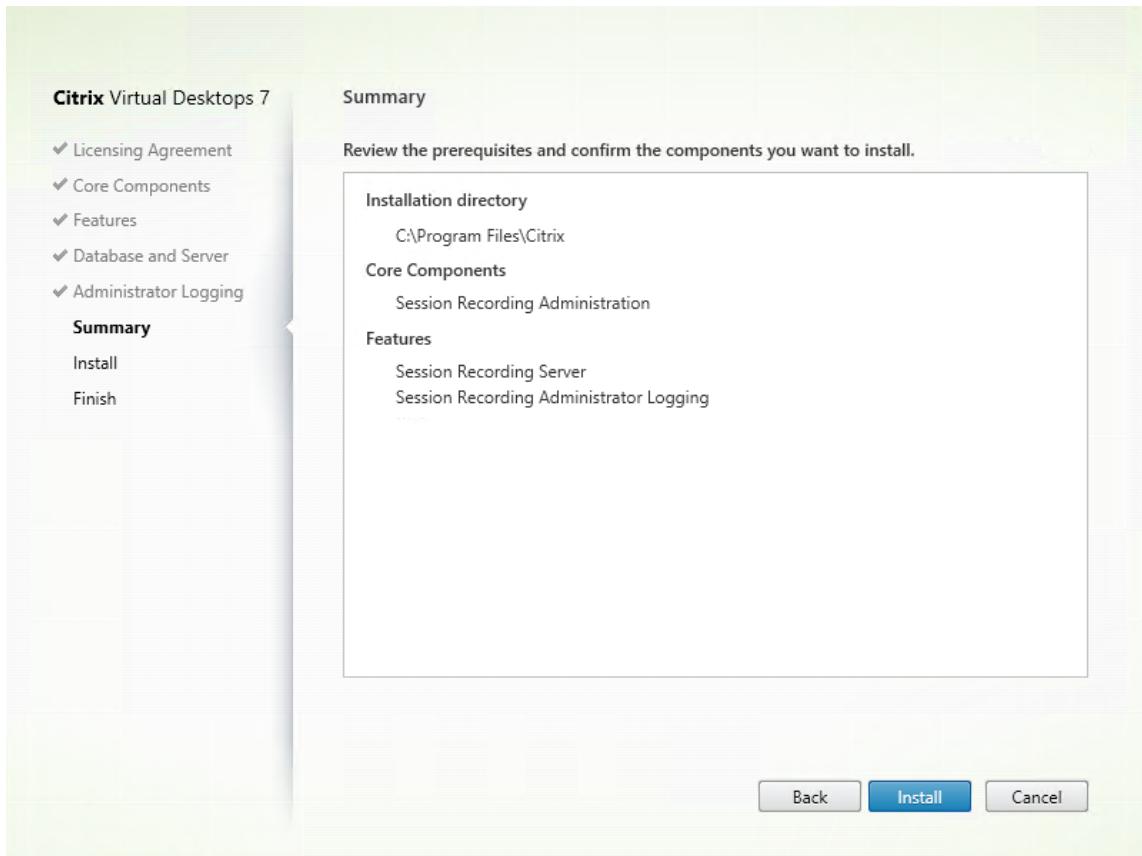 Citrix Virtual Desktops 7
Licensing Agreement
Core Components
Features
Database and Server
Administrator Logging
Summary
Install
Finish
Summary
Review the prerequisites and confirm the components you want to install.
Installation directory
C:\Program Files\Citrix
Core Components
Session Recording Administration
Features
Session Recording Server
Session Recording Administrator Logging
Back
Install
Cancel